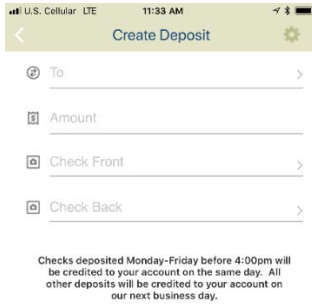 U.S. Cellular LTE 11:33 AM
Create Deposit
To
Amount
Check Front
Check Back
Checks deposited Monday-Friday before 4:00pm will
be credited to your account on the same day. All
other deposits will be credited to your account on
our next business day.